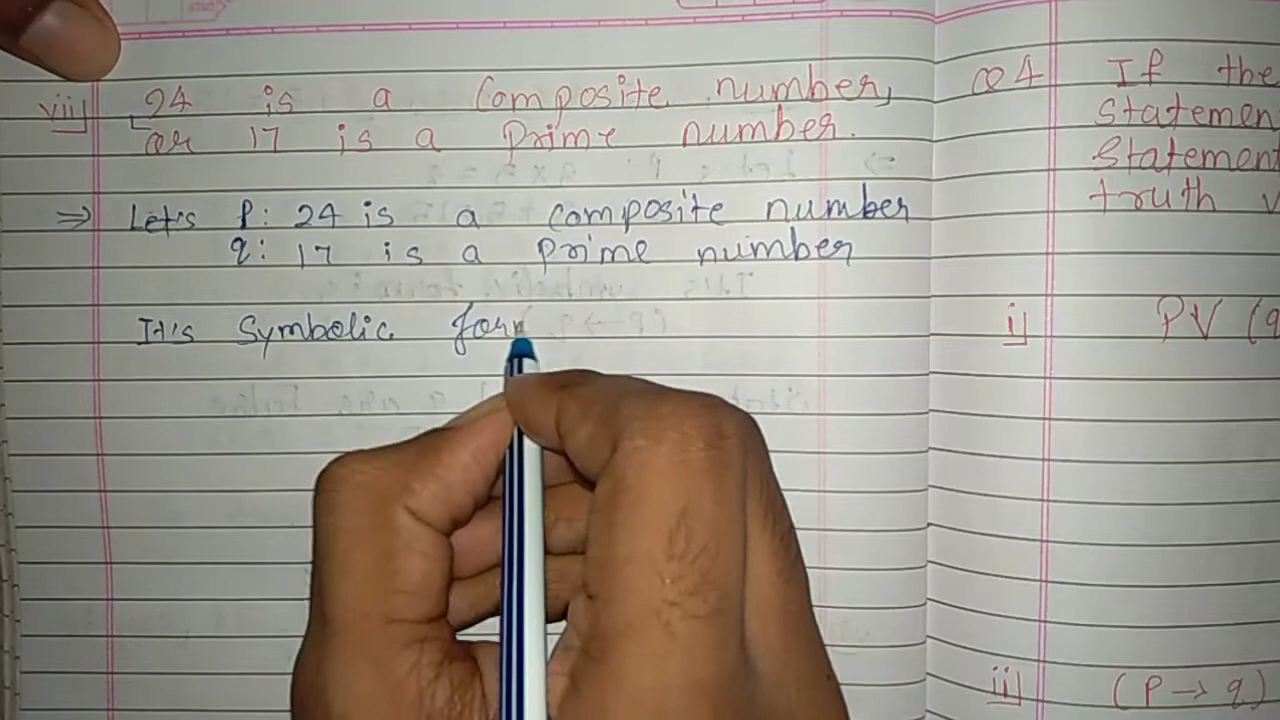 vii) 24 is a Composite number,
or 17 is a Prime number.
⇒ Let's P: 24 is a composite number
q: 17 is a prime number
It's Symbolic form
Q4 If the
Statemen
Statement
truth v
i) PV (q
ii) (P → q)